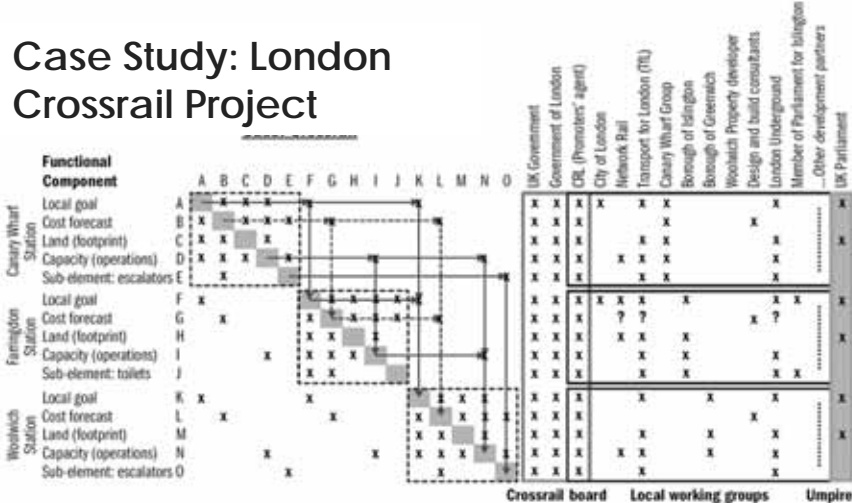 Case Study: London
Crossrail Project
Functional
Component
A B C D E F G H I J K L M N O
UK Government
Government of London
CRL (Promoters' agent)
City of London
Network Rail
Transport for London (TfL)
Canary Wharf Group
Borough of Islington
Borough of Greenwich
Woolwich Property developer
Design and build consultants
London Undergound
Member of Parliament for Islington
...Other development partners
UK Parliament
Canary Wharf
Station
Local goal A X X X X X X X X X X X X X
Cost forecast B X X X X X X X X X X X
Land (footprint) C X X X X X X X X X X
Capacity (operations) D X X X X X X X X X X X X X
Sub-element: escalators E X X X X X X X X
Farringdon
Station
Local goal F X X X X X X X X X X X X X X X X
Cost forecast G X X X X X X X X X ? ? X ?
Land (footprint) H X X X X X X X X X X
Capacity (operations) I X X X X X X X X X X X
Sub-element: toilets J X X X X X X X X X
Woolwich
Station
Local goal K X X X X X X X X X X X X
Cost forecast L X X X X X X X X X X
Land (footprint) M X X X X X X X X X X X
Capacity (operations) N X X X X X X X X X X X X X
Sub-element: escalators O X X X X X X X
Crossrail board Local working groups Umpire